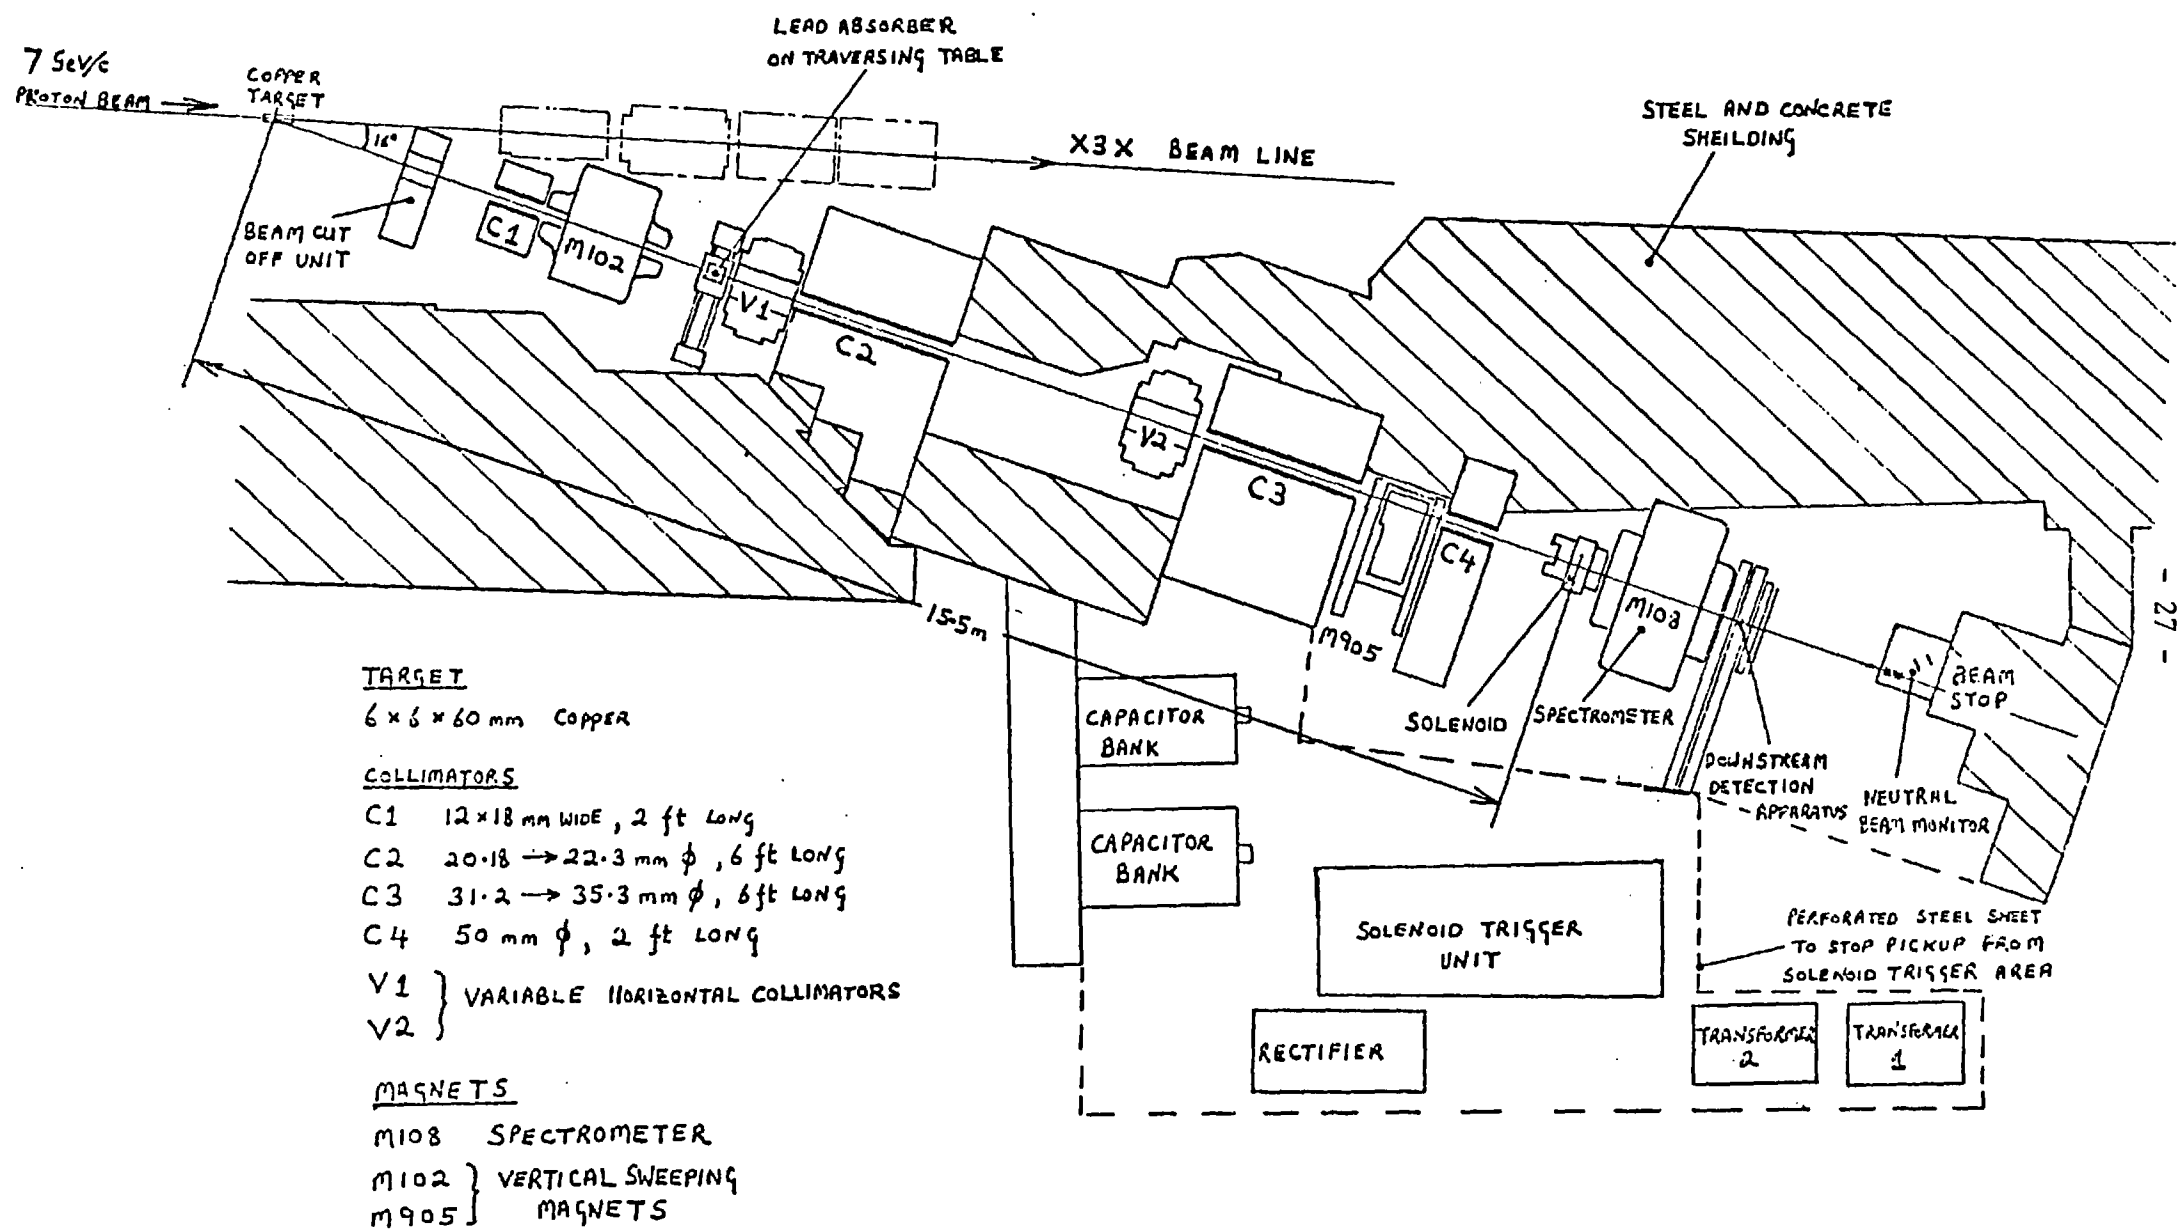 LEAD ABSORBER
ON TRAVERSING TABLE
7 GeV/c
PROTON BEAM
COPPER
TARGET
16°
X3X BEAM LINE
STEEL AND CONCRETE
SHEILDING
BEAM CUT
OFF UNIT
C1
M102
V1
C2
V2
C3
M905
C4
15.5m
M108
SOLENOID
SPECTROMETER
DOWNSTREAM
DETECTION
APPARATUS
NEUTRAL
BEAM MONITOR
BEAM
STOP
- 27 -
CAPACITOR
BANK
CAPACITOR
BANK
SOLENOID TRIGGER
UNIT
RECTIFIER
TRANSFORMER
2
TRANSFORMER
1
PERFORATED STEEL SHEET
TO STOP PICKUP FROM
SOLENOID TRIGGER AREA
TARGET
6 x 6 x 60 mm COPPER
COLLIMATORS
C1 12 x 18 mm WIDE, 2 ft LONG
C2 20.18 → 22.3 mm ϕ, 6 ft LONG
C3 31.2 → 35.3 mm ϕ, 6 ft LONG
C4 50 mm ϕ, 2 ft LONG
V1
V2
VARIABLE HORIZONTAL COLLIMATORS
MAGNETS
M108 SPECTROMETER
M102 VERTICAL SWEEPING
M905 MAGNETS